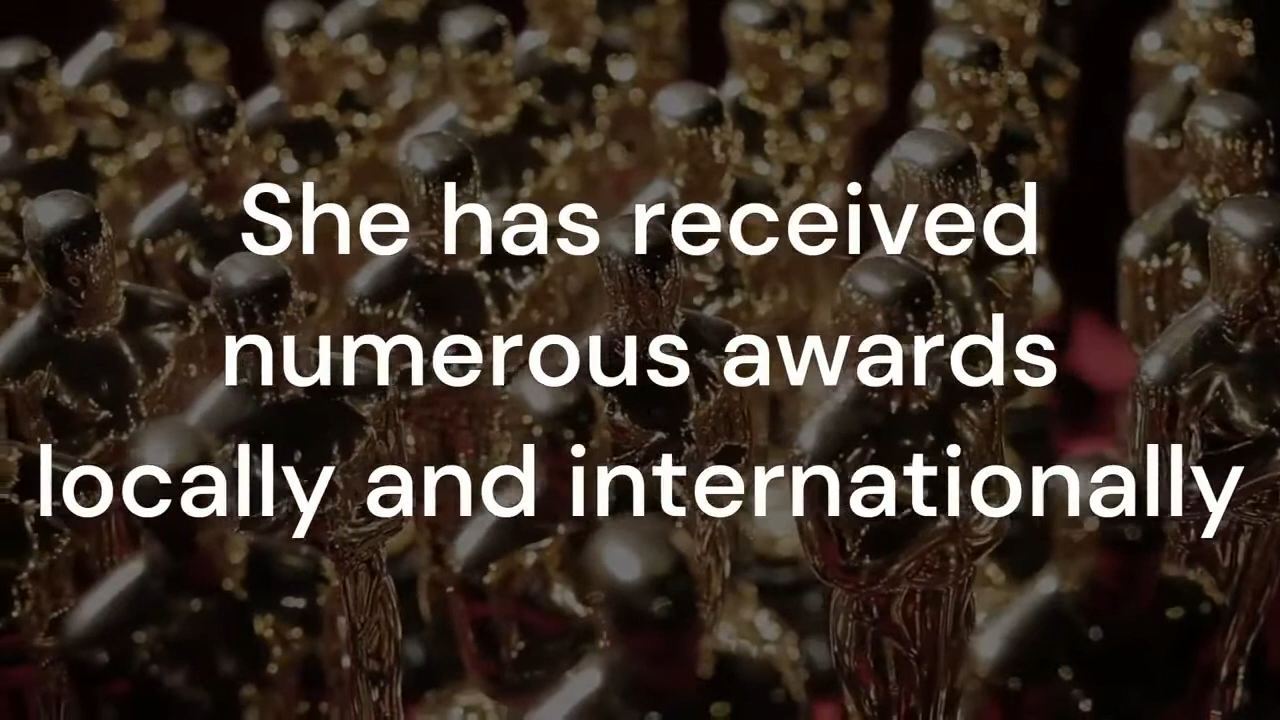 She has received
numerous awards
locally and internationally